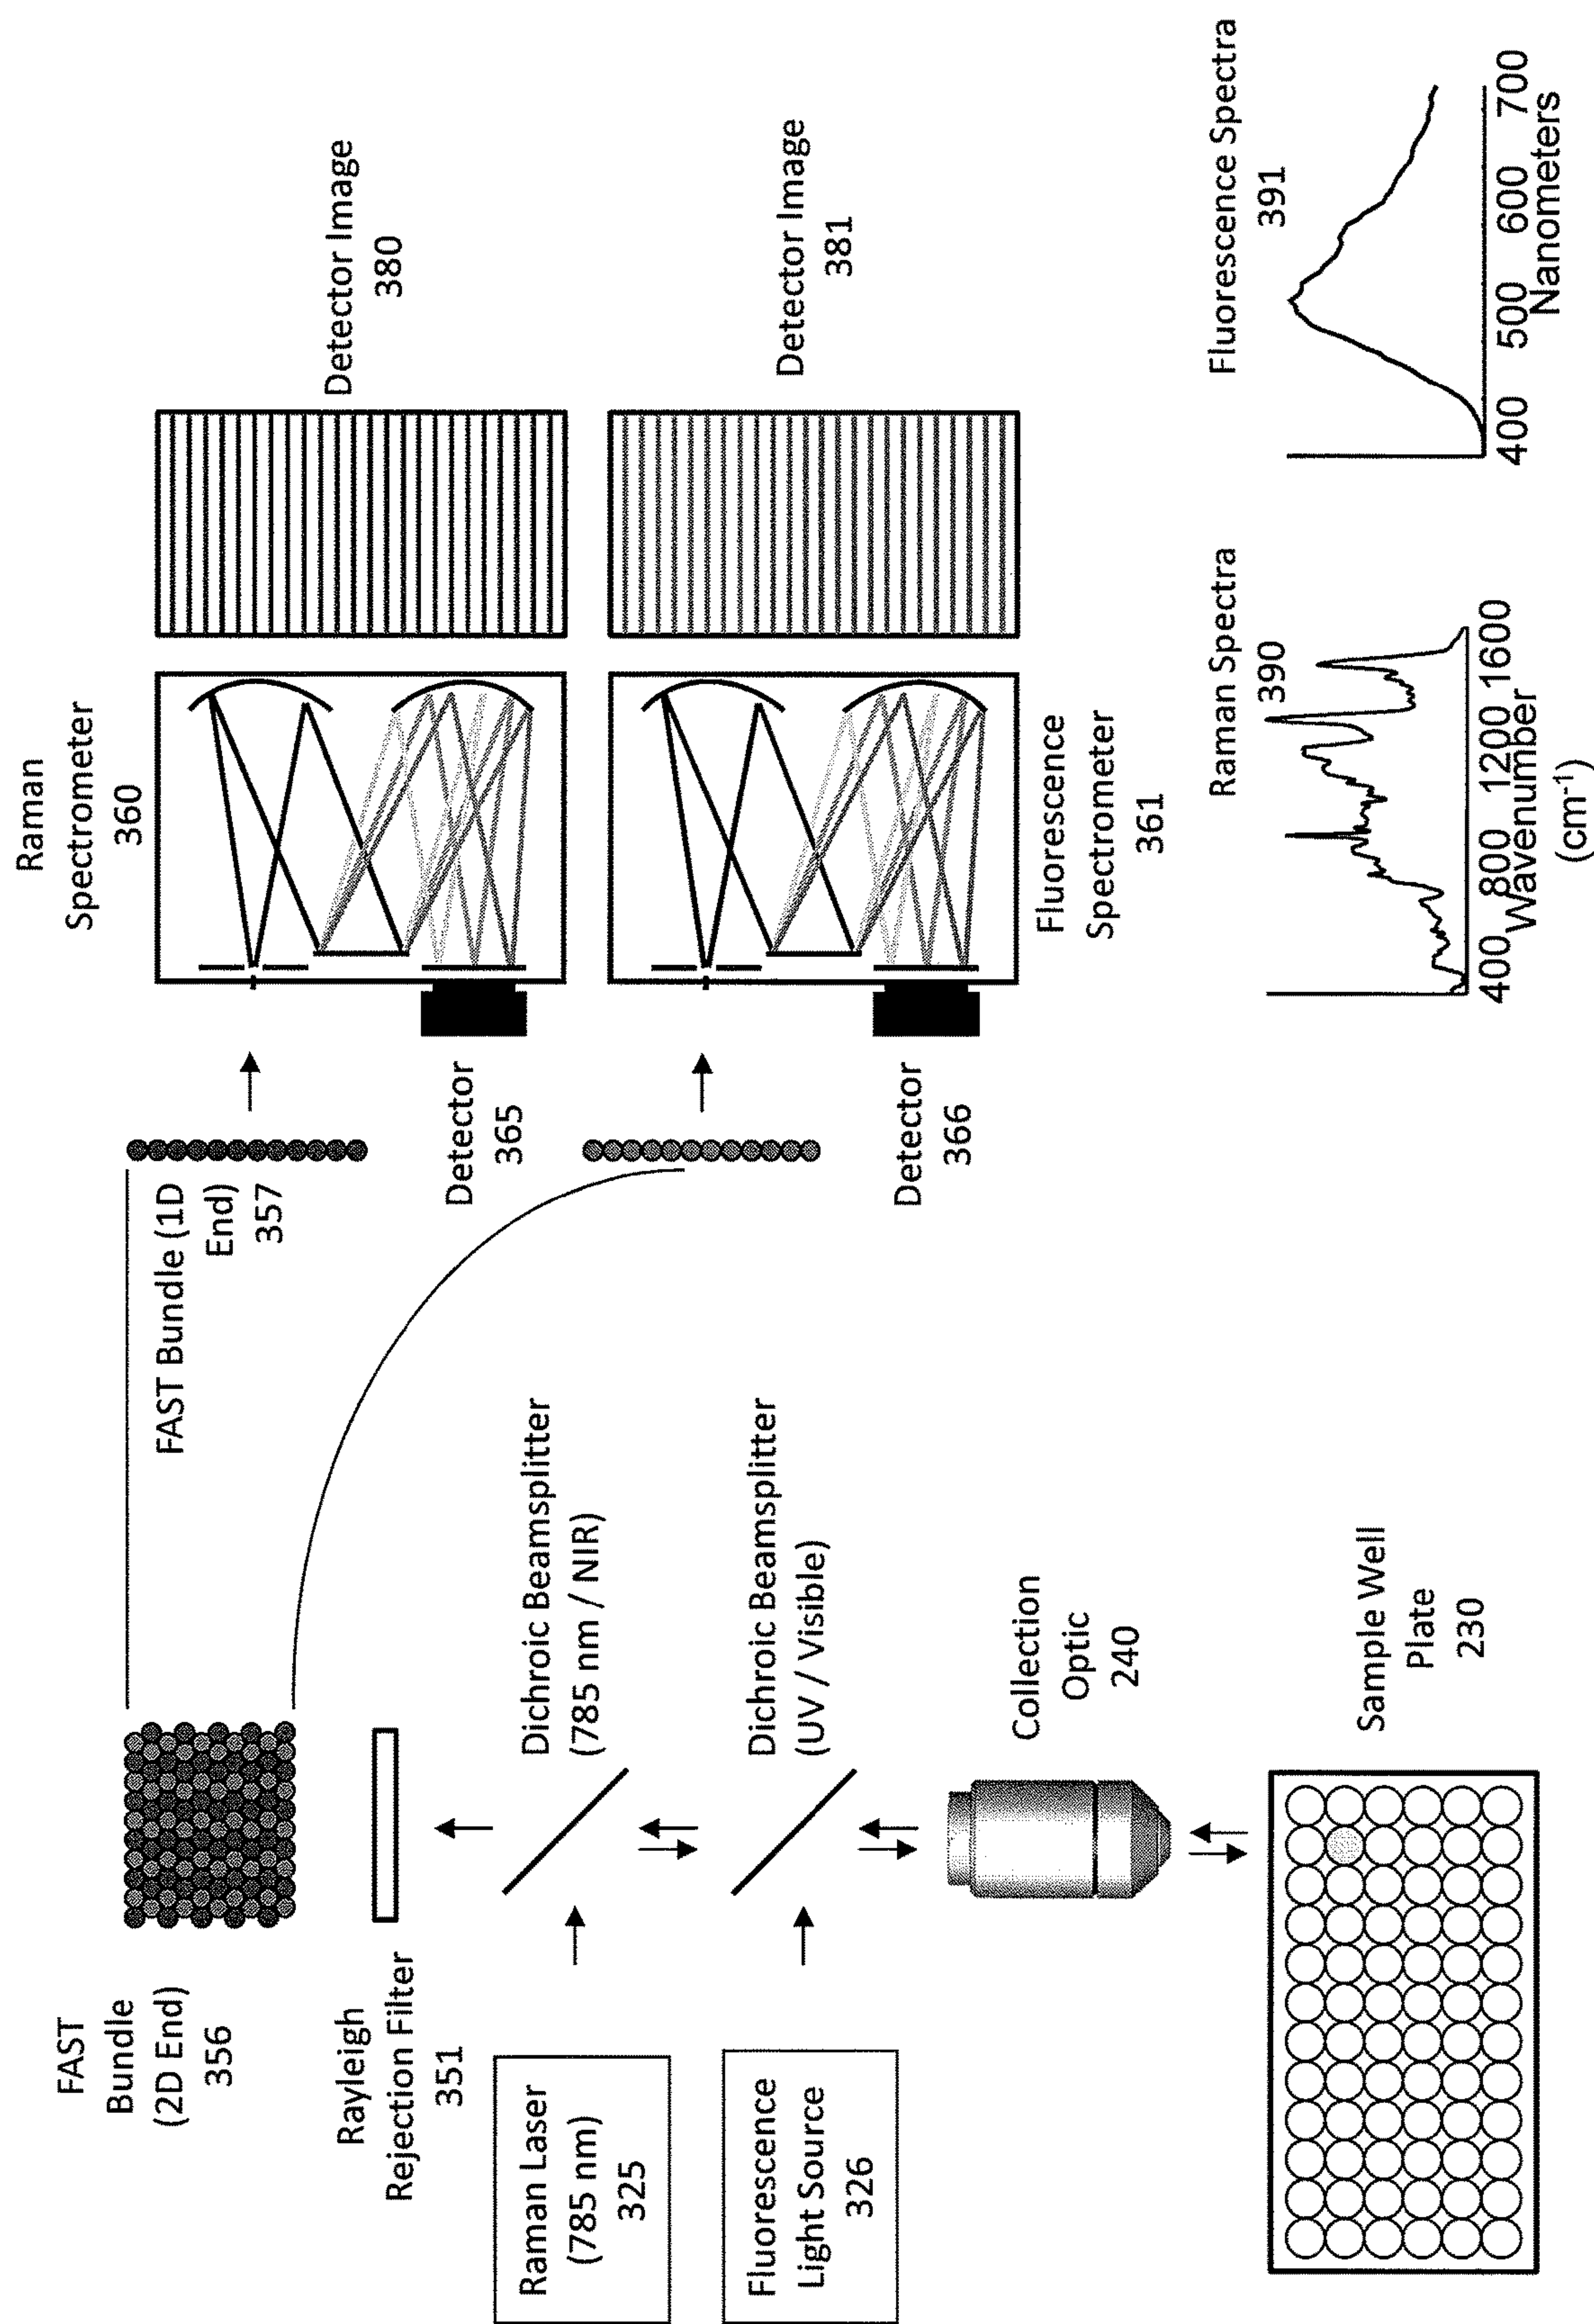 FAST
Bundle
(2D End)
356
Rayleigh
Rejection Filter
351
Raman Laser
(785 nm)
325
Fluorescence
Light Source
326
Dichroic Beamsplitter
(785 nm / NIR)
Dichroic Beamsplitter
(UV / Visible)
Collection
Optic
240
Sample Well
Plate
230
FAST Bundle (1D
End)
357
Raman
Spectrometer
360
Detector
365
Detector Image
380
Fluorescence
Spectrometer
361
Detector
366
Detector Image
381
Raman Spectra
390
400 800 1200 1600
Wavenumber
(cm-1)
Fluorescence Spectra
391
400 500 600 700
Nanometers